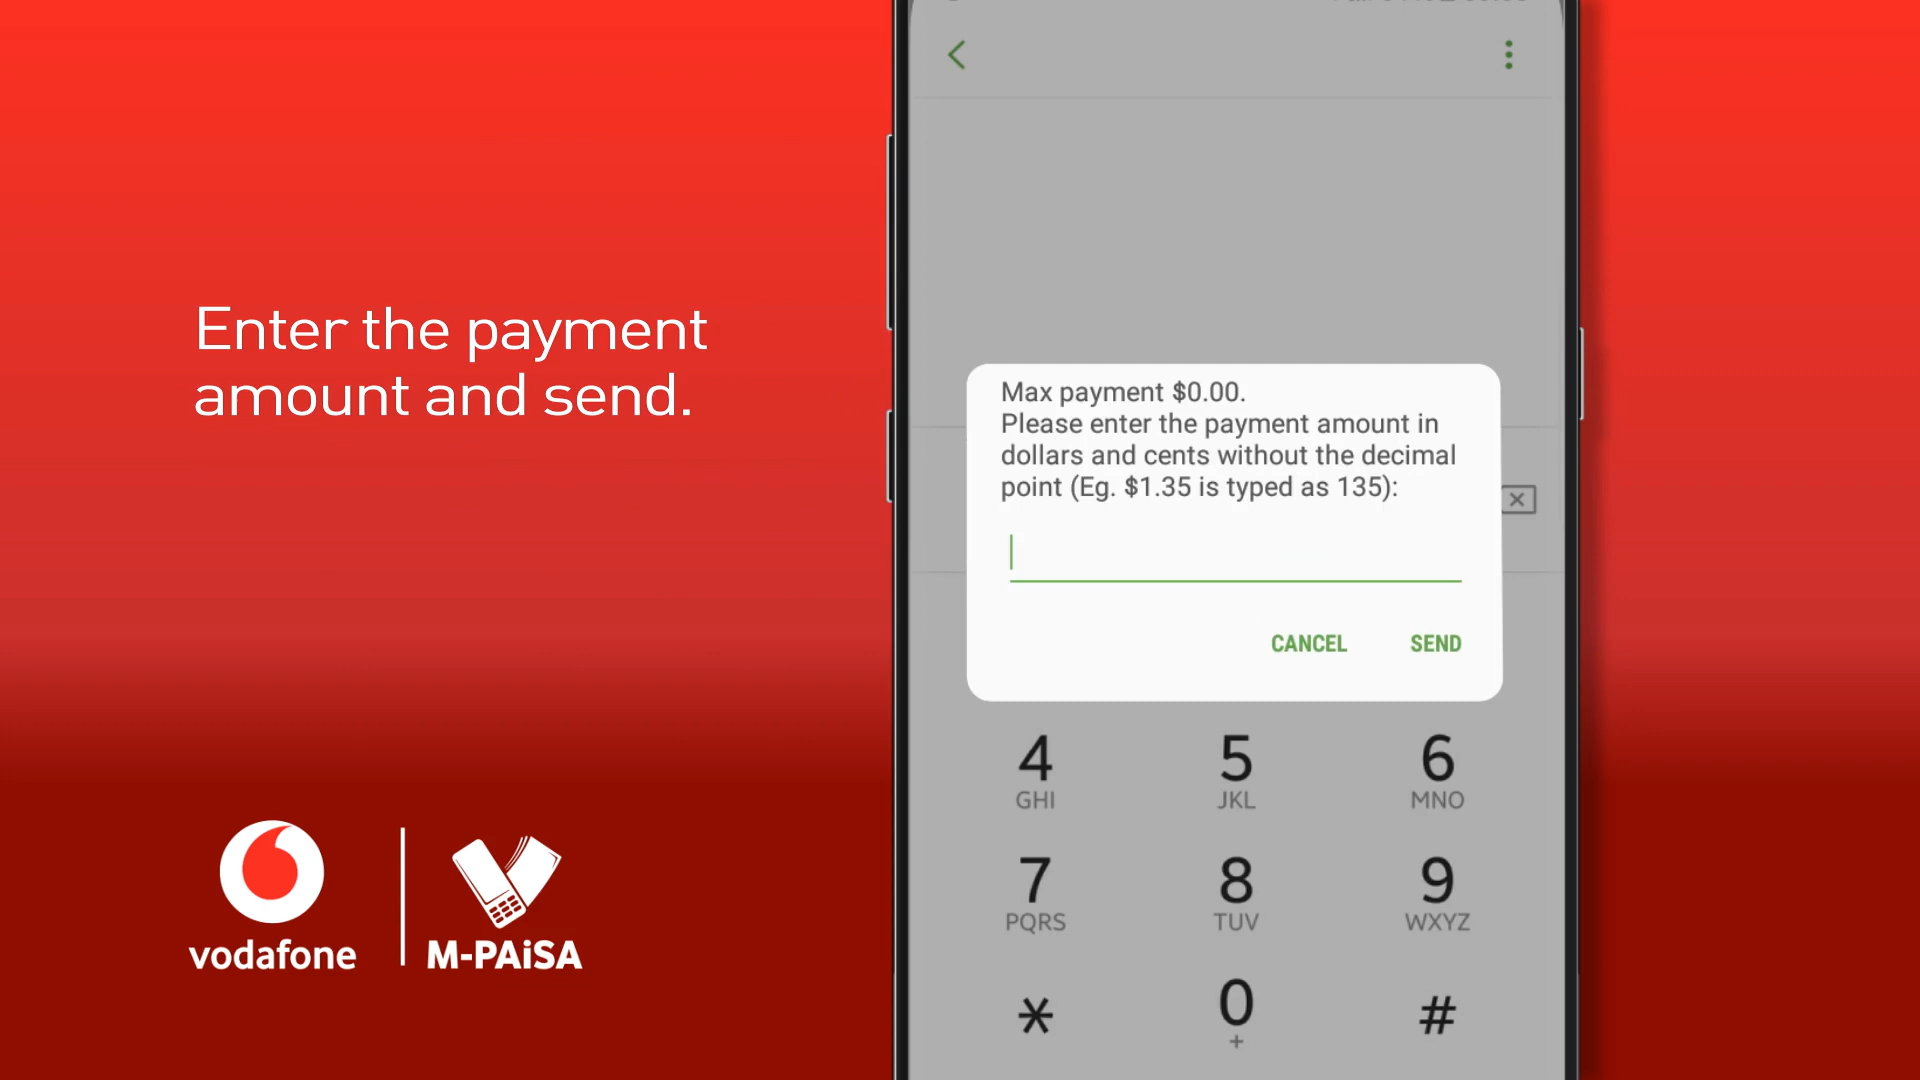 Enter the payment
amount and send.
vodafone
M-PAiSA
Max payment $0.00.
Please enter the payment amount in
dollars and cents without the decimal
point (Eg. $1.35 is typed as 135):
CANCEL SEND
4 5 6
GHI JKL MNO
7 8 9
PQRS TUV WXYZ
* 0 #
+